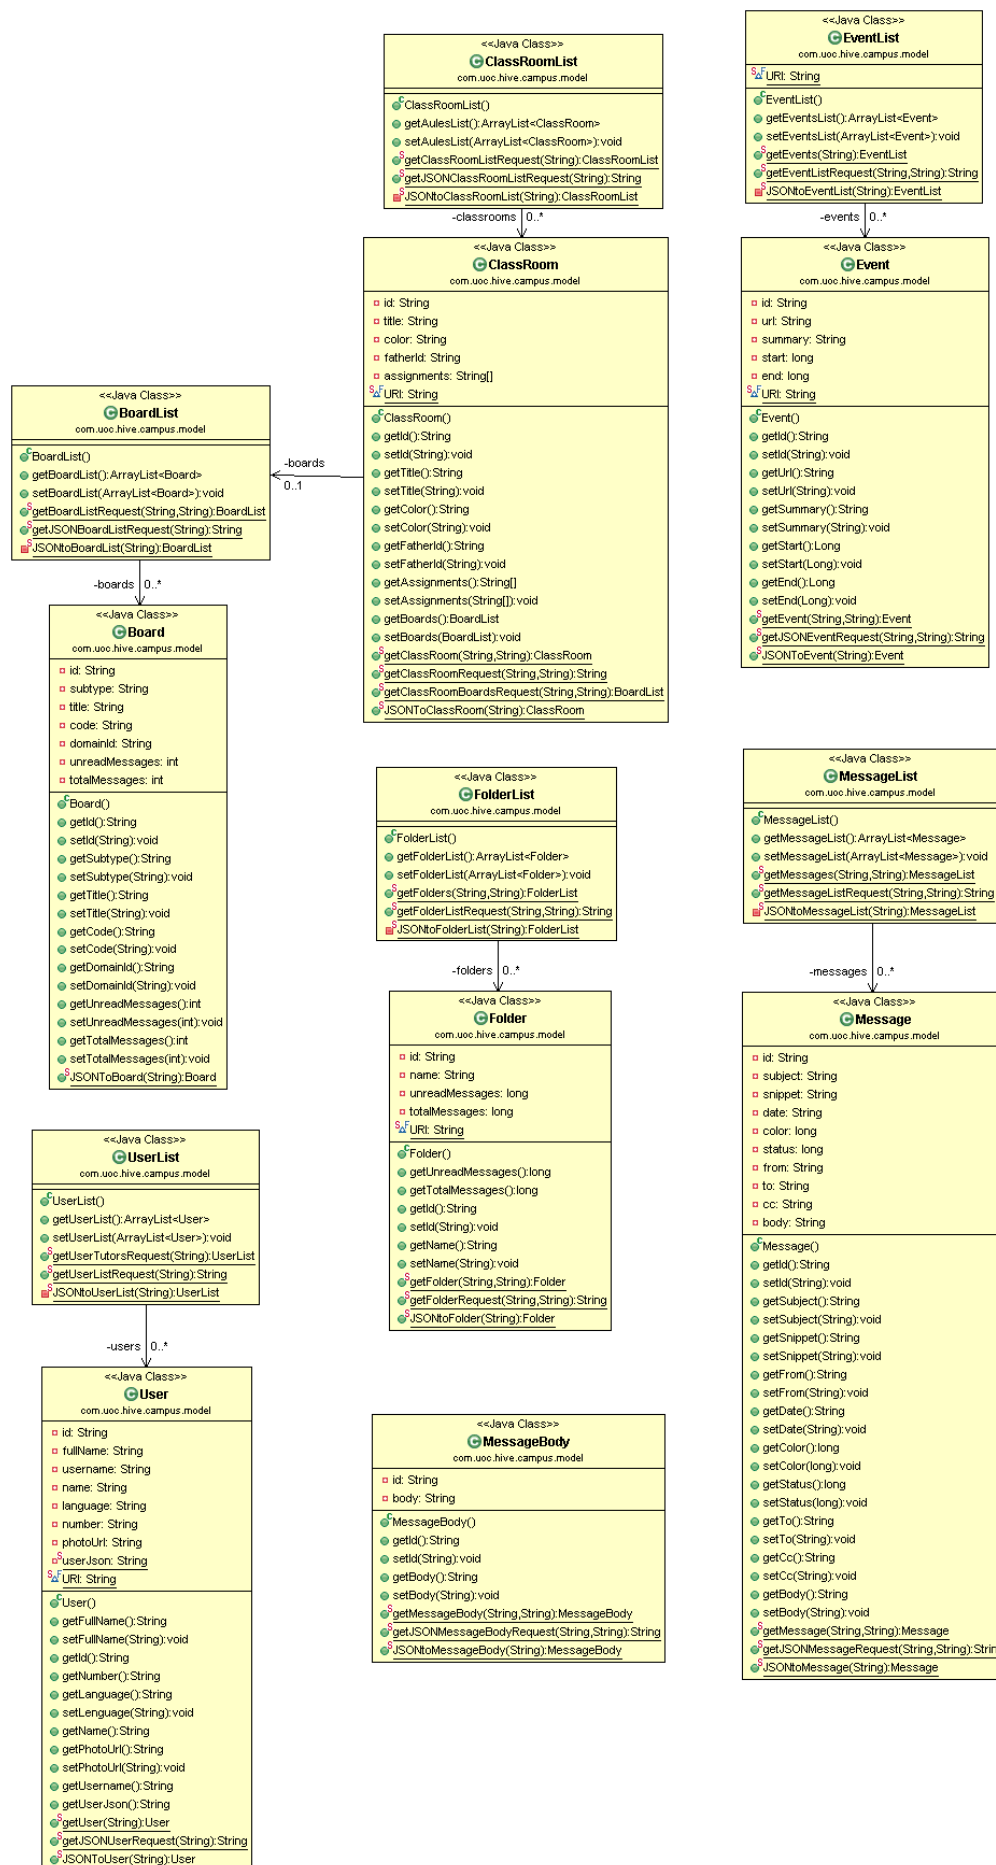 <<Java Class>>
ClassRoomList
com.uoc.hive.campus.model
ClassRoomList()
getAulesList():ArrayList<ClassRoom>
setAulesList(ArrayList<ClassRoom>):void
getClassRoomListRequest(String):ClassRoomList
getJSONClassRoomListRequest(String):String
JSONtoClassRoomList(String):ClassRoomList
-classrooms 0..*
<<Java Class>>
EventList
com.uoc.hive.campus.model
URI: String
EventList()
getEventsList():ArrayList<Event>
setEventsList(ArrayList<Event>):void
getEvents(String):EventList
getEventListRequest(String,String):String
JSONtoEventList(String):EventList
-events 0..*
<<Java Class>>
ClassRoom
com.uoc.hive.campus.model
id: String
title: String
color: String
fatherId: String
assignments: String[]
URI: String
ClassRoom()
getId():String
setId(String):void
getTitle():String
setTitle(String):void
getColor():String
setColor(String):void
getFatherId():String
setFatherId(String):void
getAssignments():String[]
setAssignments(String[]):void
getBoards():BoardList
setBoards(BoardList):void
getClassRoom(String,String):ClassRoom
getClassRoomRequest(String,String):String
getClassRoomBoardsRequest(String,String):BoardList
JSONToClassRoom(String):ClassRoom
-boards
0..1
<<Java Class>>
Event
com.uoc.hive.campus.model
id: String
url: String
summary: String
start: long
end: long
URI: String
Event()
getId():String
setId(String):void
getUrl():String
setUrl(String):void
getSummary():String
setSummary(String):void
getStart():Long
setStart(Long):void
getEnd():Long
setEnd(Long):void
getEvent(String,String):Event
getJSONEventRequest(String,String):String
JSONToEvent(String):Event
<<Java Class>>
BoardList
com.uoc.hive.campus.model
BoardList()
getBoardList():ArrayList<Board>
setBoardList(ArrayList<Board>):void
getBoardListRequest(String,String):BoardList
getJSONBoardListRequest(String):String
JSONtoBoardList(String):BoardList
-boards 0..*
<<Java Class>>
Board
com.uoc.hive.campus.model
id: String
subtype: String
title: String
code: String
domainId: String
unreadMessages: int
totalMessages: int
Board()
getId():String
setId(String):void
getSubtype():String
setSubtype(String):void
getTitle():String
setTitle(String):void
getCode():String
setCode(String):void
getDomainId():String
setDomainId(String):void
getUnreadMessages():int
setUnreadMessages(int):void
getTotalMessages():int
setTotalMessages(int):void
JSONToBoard(String):Board
<<Java Class>>
FolderList
com.uoc.hive.campus.model
FolderList()
getFolderList():ArrayList<Folder>
setFolderList(ArrayList<Folder>):void
getFolders(String,String):FolderList
getFolderListRequest(String,String):String
JSONtoFolderList(String):FolderList
-folders 0..*
<<Java Class>>
MessageList
com.uoc.hive.campus.model
MessageList()
getMessageList():ArrayList<Message>
setMessageList(ArrayList<Message>):void
getMessages(String,String):MessageList
getMessageListRequest(String,String):String
JSONtoMessageList(String):MessageList
-messages 0..*
<<Java Class>>
Folder
com.uoc.hive.campus.model
id: String
name: String
unreadMessages: long
totalMessages: long
URI: String
Folder()
getUnreadMessages():long
getTotalMessages():long
getId():String
setId(String):void
getName():String
setName(String):void
getFolder(String,String):Folder
getFolderRequest(String,String):String
JSONtoFolder(String):Folder
<<Java Class>>
Message
com.uoc.hive.campus.model
id: String
subject: String
snippet: String
date: String
color: long
status: long
from: String
to: String
cc: String
body: String
Message()
getId():String
setId(String):void
getSubject():String
setSubject(String):void
getSnippet():String
setSnippet(String):void
getFrom():String
setFrom(String):void
getDate():String
setDate(String):void
getColor():long
setColor(long):void
getStatus():long
setStatus(long):void
getTo():String
setTo(String):void
getCc():String
setCc(String):void
getBody():String
setBody(String):void
getMessage(String,String):Message
getJSONMessageRequest(String,String):Strin
JSONtoMessage(String):Message
<<Java Class>>
UserList
com.uoc.hive.campus.model
UserList()
getUserList():ArrayList<User>
setUserList(ArrayList<User>):void
getUserTutorsRequest(String):UserList
getUserListRequest(String):String
JSONtoUserList(String):UserList
-users 0..*
<<Java Class>>
User
com.uoc.hive.campus.model
id: String
fullName: String
username: String
name: String
language: String
number: String
photoUrl: String
userJson: String
URI: String
User()
getFullName():String
setFullName(String):void
getId():String
getNumber():String
getLanguage():String
setLenguage(String):void
getName():String
getPhotoUrl():String
setPhotoUrl(String):void
getUsername():String
getUserJson():String
getUser(String):User
getJSONUserRequest(String):String
JSONToUser(String):User
<<Java Class>>
MessageBody
com.uoc.hive.campus.model
id: String
body: String
MessageBody()
getId():String
setId(String):void
getBody():String
setBody(String):void
getMessageBody(String,String):MessageBody
getJSONMessageBodyRequest(String,String):String
JSONtoMessageBody(String):MessageBody